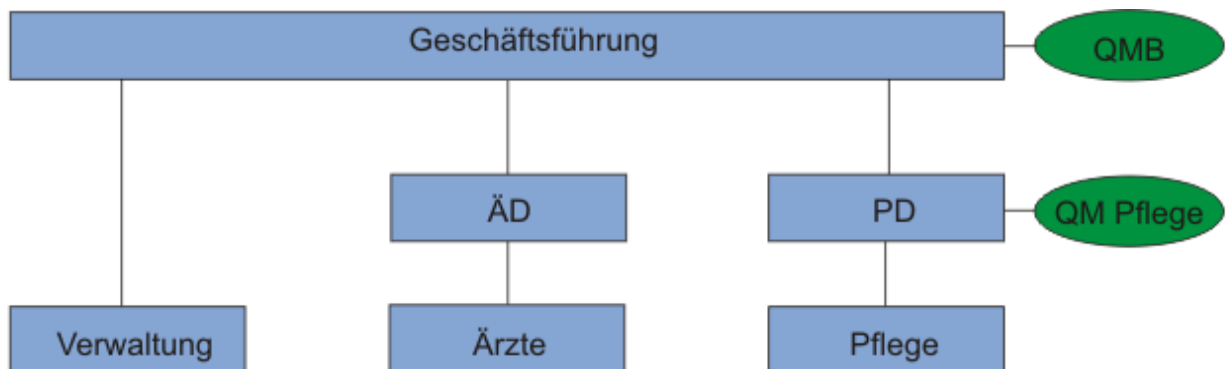 Geschäftsführung
QMB
ÄD
PD
QM Pflege
Verwaltung
Ärzte
Pflege